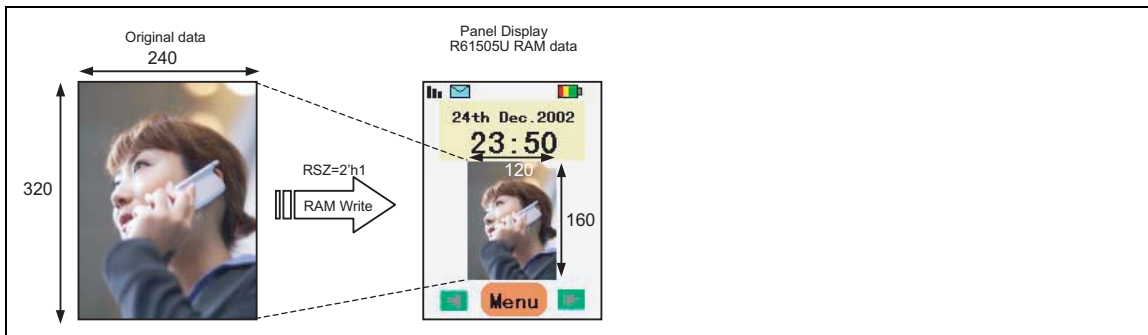 Original data
240
320
RSZ=2'h1
RAM Write
Panel Display
R61505U RAM data
24th Dec.2002
23:50
120
160
Menu